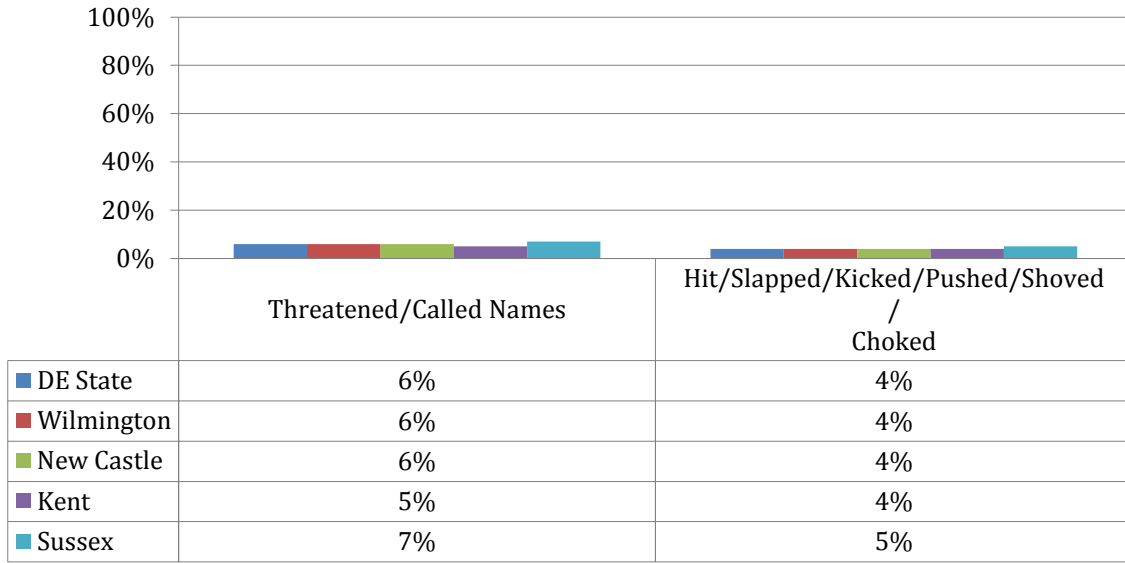 100%
80%
60%
40%
20%
0%
Threatened/Called Names
Hit/Slapped/Kicked/Pushed/Shoved
/
Choked
DE State 6% 4%
Wilmington 6% 4%
New Castle 6% 4%
Kent 5% 4%
Sussex 7% 5%